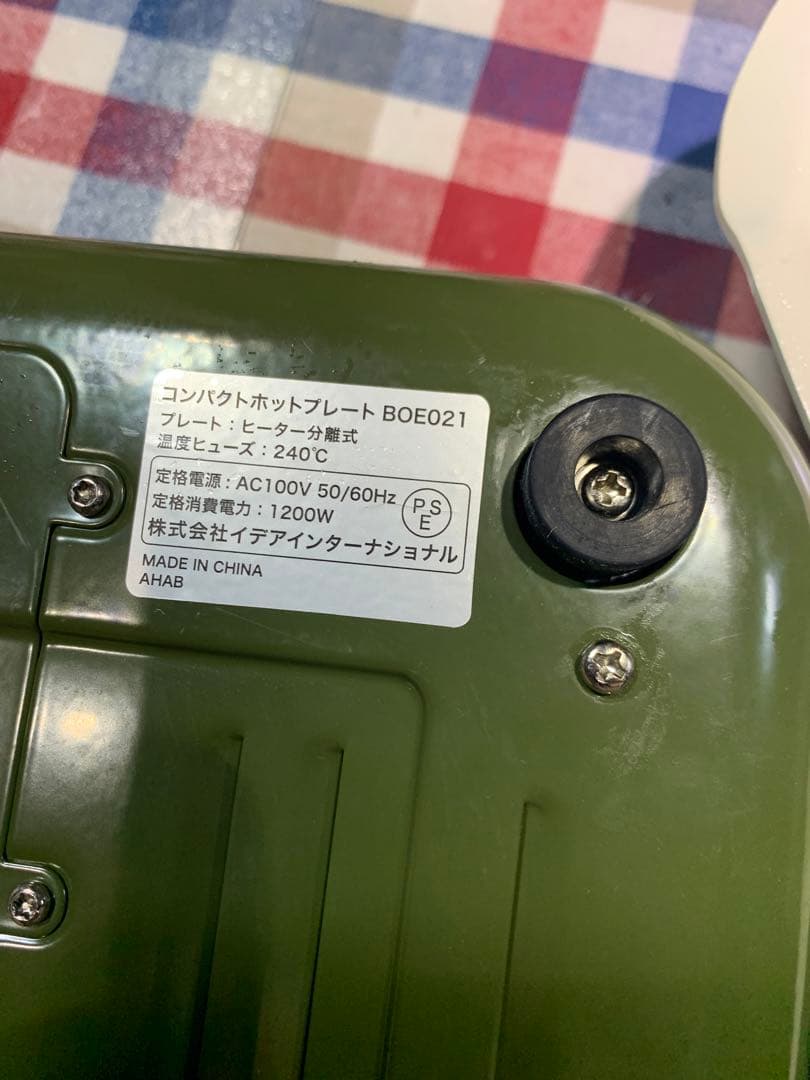 コンパクトホットプレート BOE021
プレート：ヒーター分離式
温度ヒューズ：240℃
定格電源：AC100V 50/60Hz
定格消費電力：1200W
PSE
株式会社イデアインターナショナル
MADE IN CHINA
AHAB